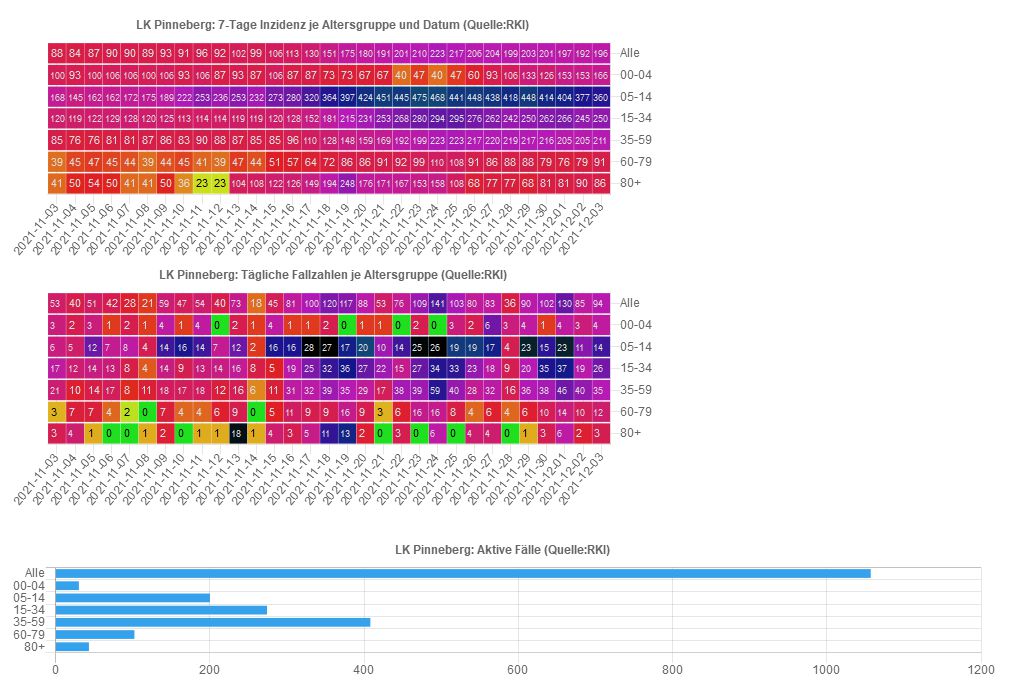 LK Pinneberg: 7-Tage Inzidenz je Altersgruppe und Datum (Quelle:RKI)
88 84 87 90 90 89 93 91 96 92 102 99 106 113 130 151 175 180 191 201 210 223 217 206 204 199 203 201 197 192 196 Alle
100 93 100 106 106 100 106 93 106 87 93 87 106 87 87 73 73 67 67 40 47 40 47 60 93 106 133 126 153 153 166 00-04
168 145 162 162 172 175 189 222 253 236 253 232 273 280 320 364 397 424 451 445 475 468 441 448 438 418 448 414 404 377 360 05-14
120 119 122 129 128 120 125 113 114 114 119 119 120 128 152 181 215 231 253 268 280 294 295 276 262 242 250 262 266 245 250 15-34
85 76 76 81 81 87 86 83 90 88 87 85 85 96 110 128 148 159 169 192 199 223 223 217 220 219 217 216 205 205 211 35-59
39 45 47 45 44 39 44 45 41 39 47 44 51 57 64 72 86 86 91 92 99 110 108 91 86 88 88 79 76 79 91 60-79
41 50 54 50 41 41 50 36 23 23 104 108 122 126 149 194 248 176 171 167 153 158 108 68 77 77 68 81 81 90 86 80+
2021-11-03 2021-11-04 2021-11-05 2021-11-06 2021-11-07 2021-11-08 2021-11-09 2021-11-10 2021-11-11 2021-11-12 2021-11-13 2021-11-14 2021-11-15 2021-11-16 2021-11-17 2021-11-18 2021-11-19 2021-11-20 2021-11-21 2021-11-22 2021-11-23 2021-11-24 2021-11-25 2021-11-26 2021-11-27 2021-11-28 2021-11-29 2021-11-30 2021-12-01 2021-12-02 2021-12-03
LK Pinneberg: Tägliche Fallzahlen je Altersgruppe (Quelle:RKI)
53 40 51 42 28 21 59 47 54 40 73 18 45 81 100 120 117 88 53 76 109 141 103 80 83 36 90 102 130 85 94 Alle
3 2 3 1 2 1 4 1 4 0 2 1 4 1 1 2 0 1 1 0 2 0 3 2 6 3 4 1 4 3 4 00-04
6 5 12 7 8 4 14 16 14 7 12 2 16 16 28 27 17 20 10 14 25 26 19 19 17 4 23 15 23 11 14 05-14
17 12 14 13 8 4 14 9 13 14 14 8 5 19 25 32 36 27 22 15 27 34 33 23 18 9 20 35 37 19 26 15-34
21 10 14 17 8 11 18 17 18 12 16 6 11 31 32 39 35 29 17 38 39 59 40 28 32 16 36 38 46 40 35 35-59
3 7 7 4 2 0 7 4 4 6 9 0 5 11 9 9 16 9 3 6 16 16 8 4 6 4 6 10 14 10 12 60-79
3 4 1 0 0 1 2 0 1 1 18 1 4 3 5 11 13 2 0 3 0 6 0 4 4 0 1 3 6 2 3 80+
2021-11-03 2021-11-04 2021-11-05 2021-11-06 2021-11-07 2021-11-08 2021-11-09 2021-11-10 2021-11-11 2021-11-12 2021-11-13 2021-11-14 2021-11-15 2021-11-16 2021-11-17 2021-11-18 2021-11-19 2021-11-20 2021-11-21 2021-11-22 2021-11-23 2021-11-24 2021-11-25 2021-11-26 2021-11-27 2021-11-28 2021-11-29 2021-11-30 2021-12-01 2021-12-02 2021-12-03
LK Pinneberg: Aktive Fälle (Quelle:RKI)
Alle
00-04
05-14
15-34
35-59
60-79
80+
0 200 400 600 800 1000 1200